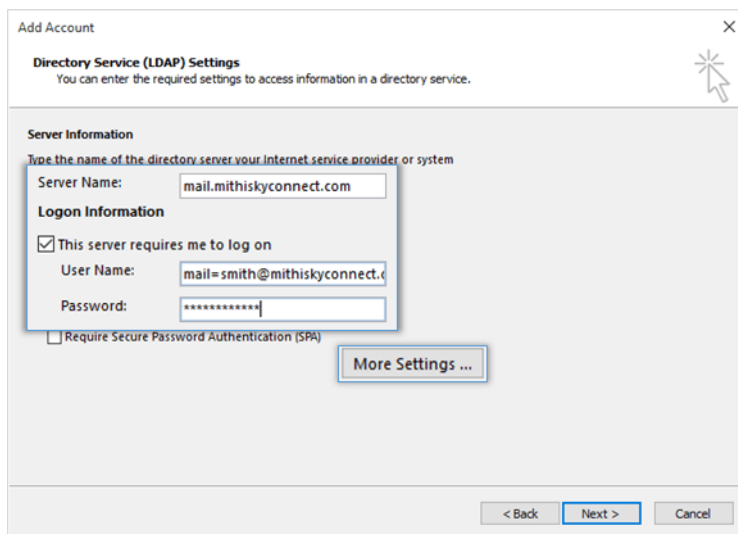 Add Account
Directory Service (LDAP) Settings
You can enter the required settings to access information in a directory service.
Server Information
Type the name of the directory server your Internet service provider or system
Server Name: mail.mithiskyconnect.com
Logon Information
This server requires me to log on
User Name: mail=smith@mithiskyconnect.c
Password: ************
Require Secure Password Authentication (SPA)
More Settings ...
< Back Next > Cancel